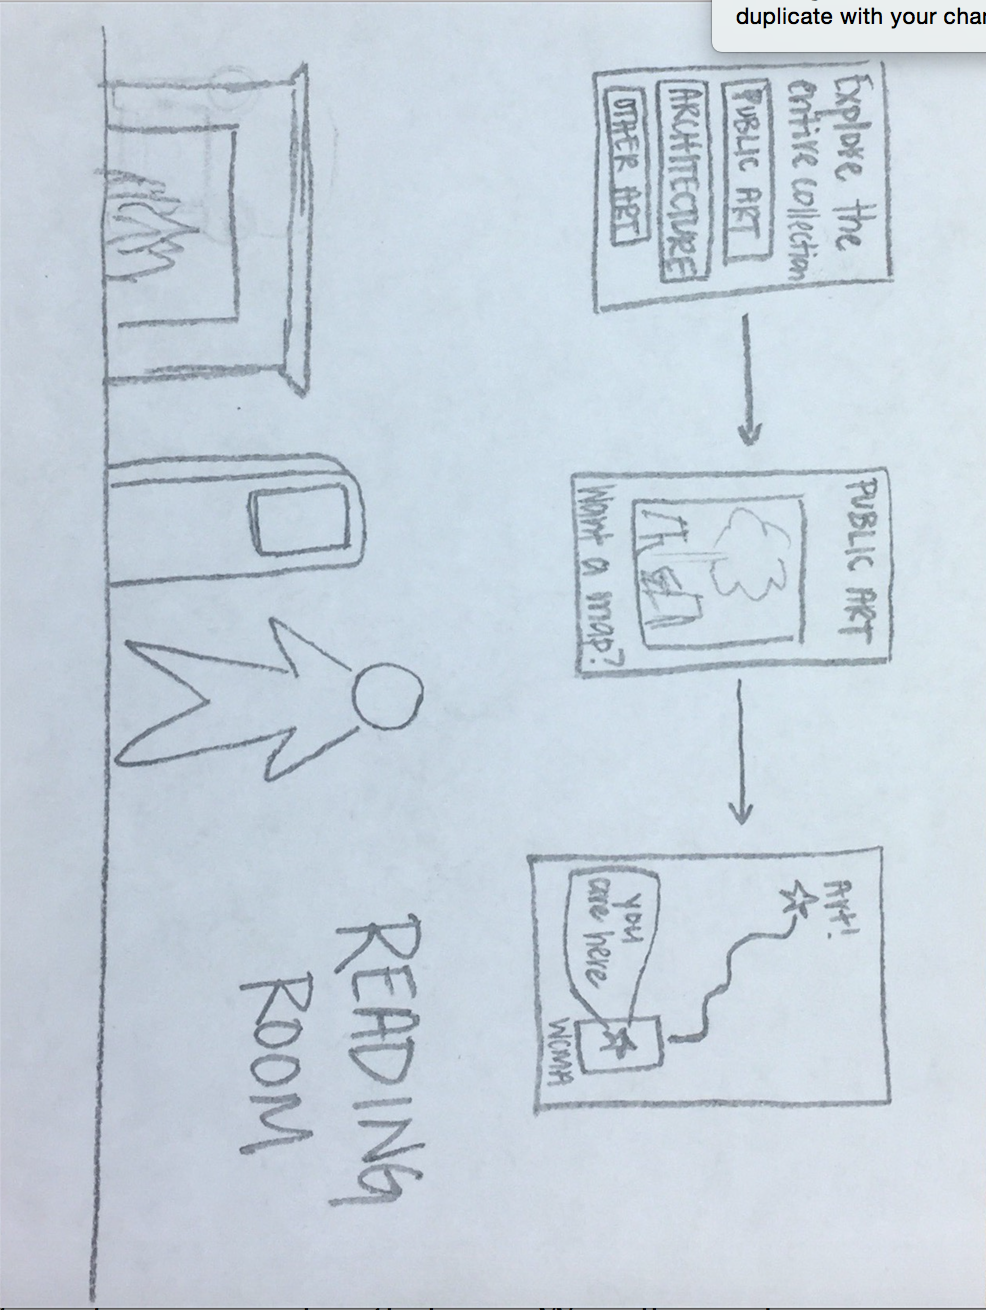 duplicate with your
Explore the
entire collection
PUBLIC ART
ARCHITECTURE
OTHER ART
PUBLIC ART
Want a map?
Art!
you
are here
WCMA
READING
ROOM